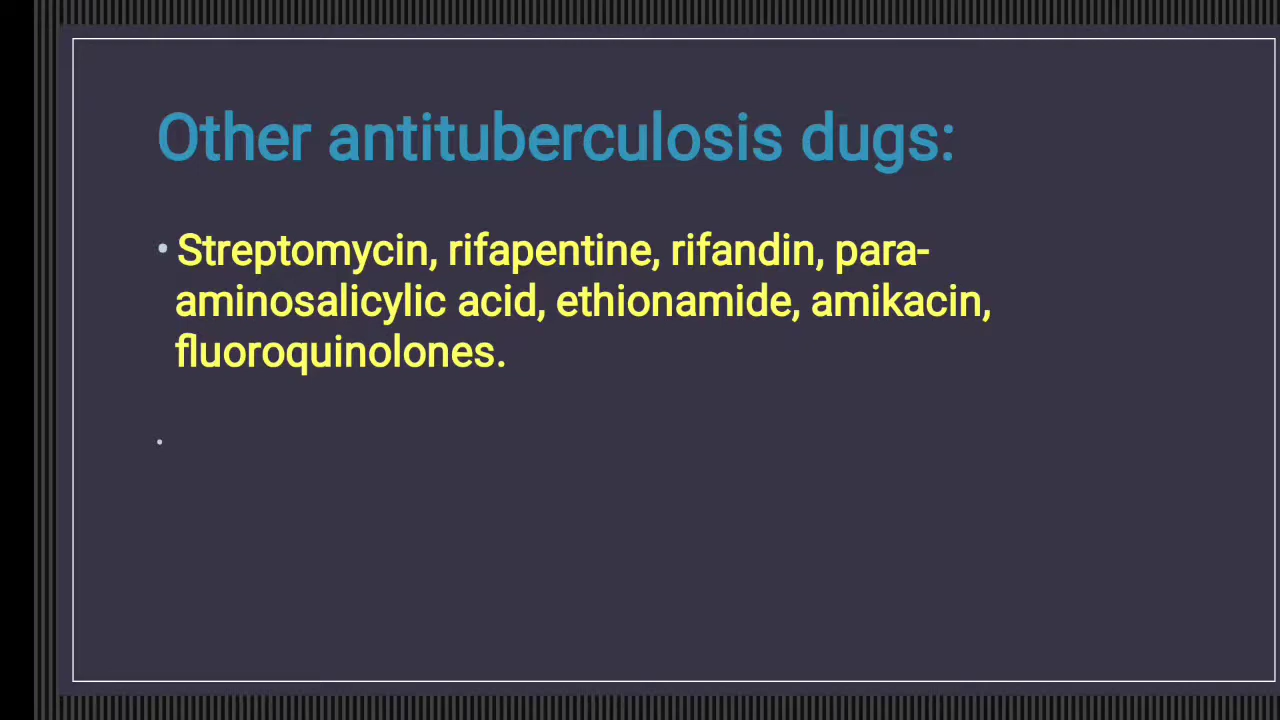 Other antituberculosis dugs:
• Streptomycin, rifapentine, rifandin, para-
aminosalicylic acid, ethionamide, amikacin,
fluoroquinolones.
•